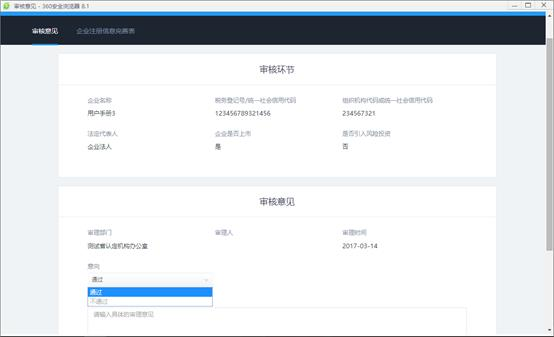 审核意见 - 360安全浏览器 8.1
审核意见 企业注册信息完善表
审核环节
企业名称 税务登记号/统一社会信用代码 组织机构代码或统一社会信用代码
用户手册3 123456789321456 234567321
法定代表人 企业是否上市 是否引入风险投资
企业法人 是 否
审核意见
审理部门 审理人 审理时间
测试省认定机构办公室 2017-03-14
意向
通过
通过
不通过
请输入具体的审理意见